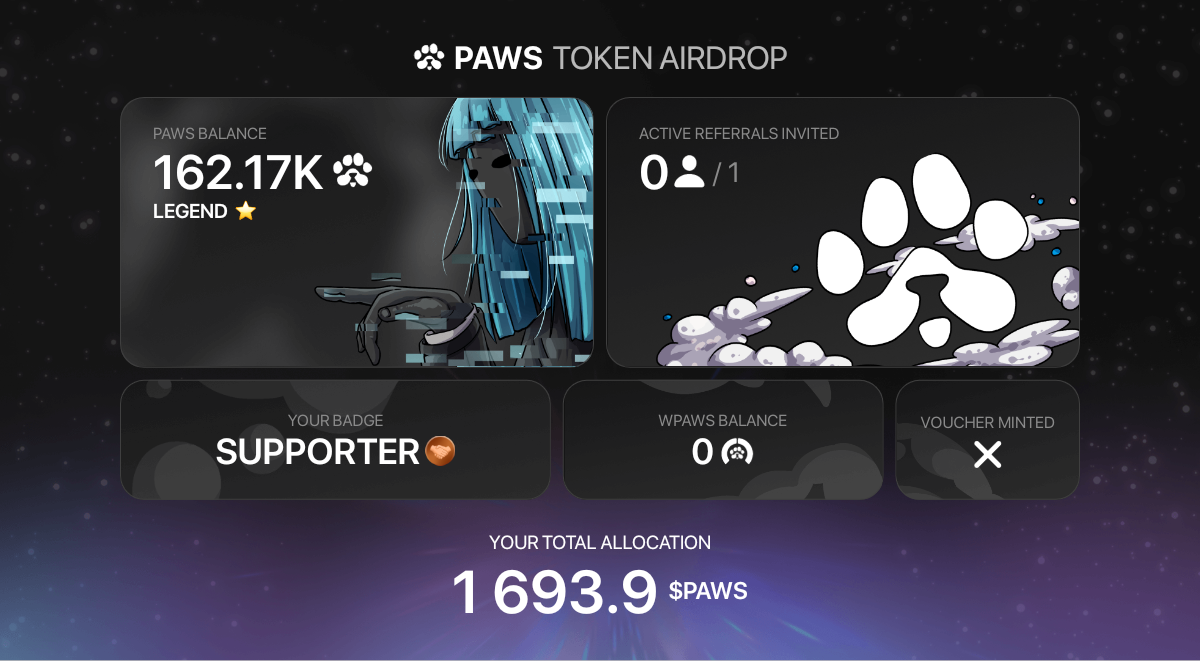 PAWS TOKEN AIRDROP
PAWS BALANCE
162.17K
LEGEND
ACTIVE REFERRALS INVITED
0 / 1
YOUR BADGE
SUPPORTER
WPAWS BALANCE
0
VOUCHER MINTED
YOUR TOTAL ALLOCATION
1 693.9 $PAWS